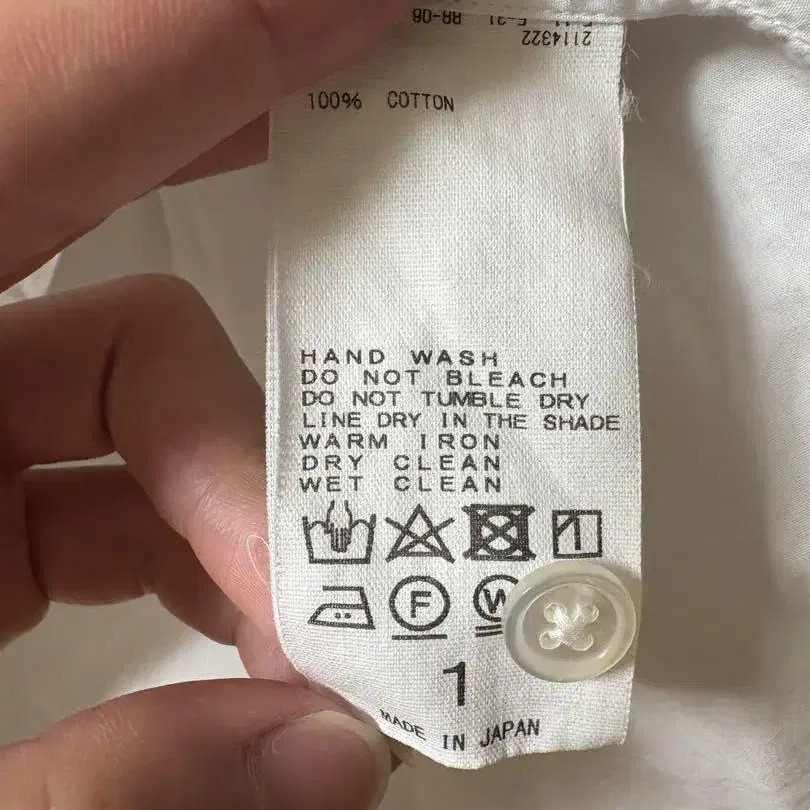 2114322
100% COTTON
HAND WASH
DO NOT BLEACH
DO NOT TUMBLE DRY
LINE DRY IN THE SHADE
WARM IRON
DRY CLEAN
WET CLEAN
F
W
1
MADE IN JAPAN